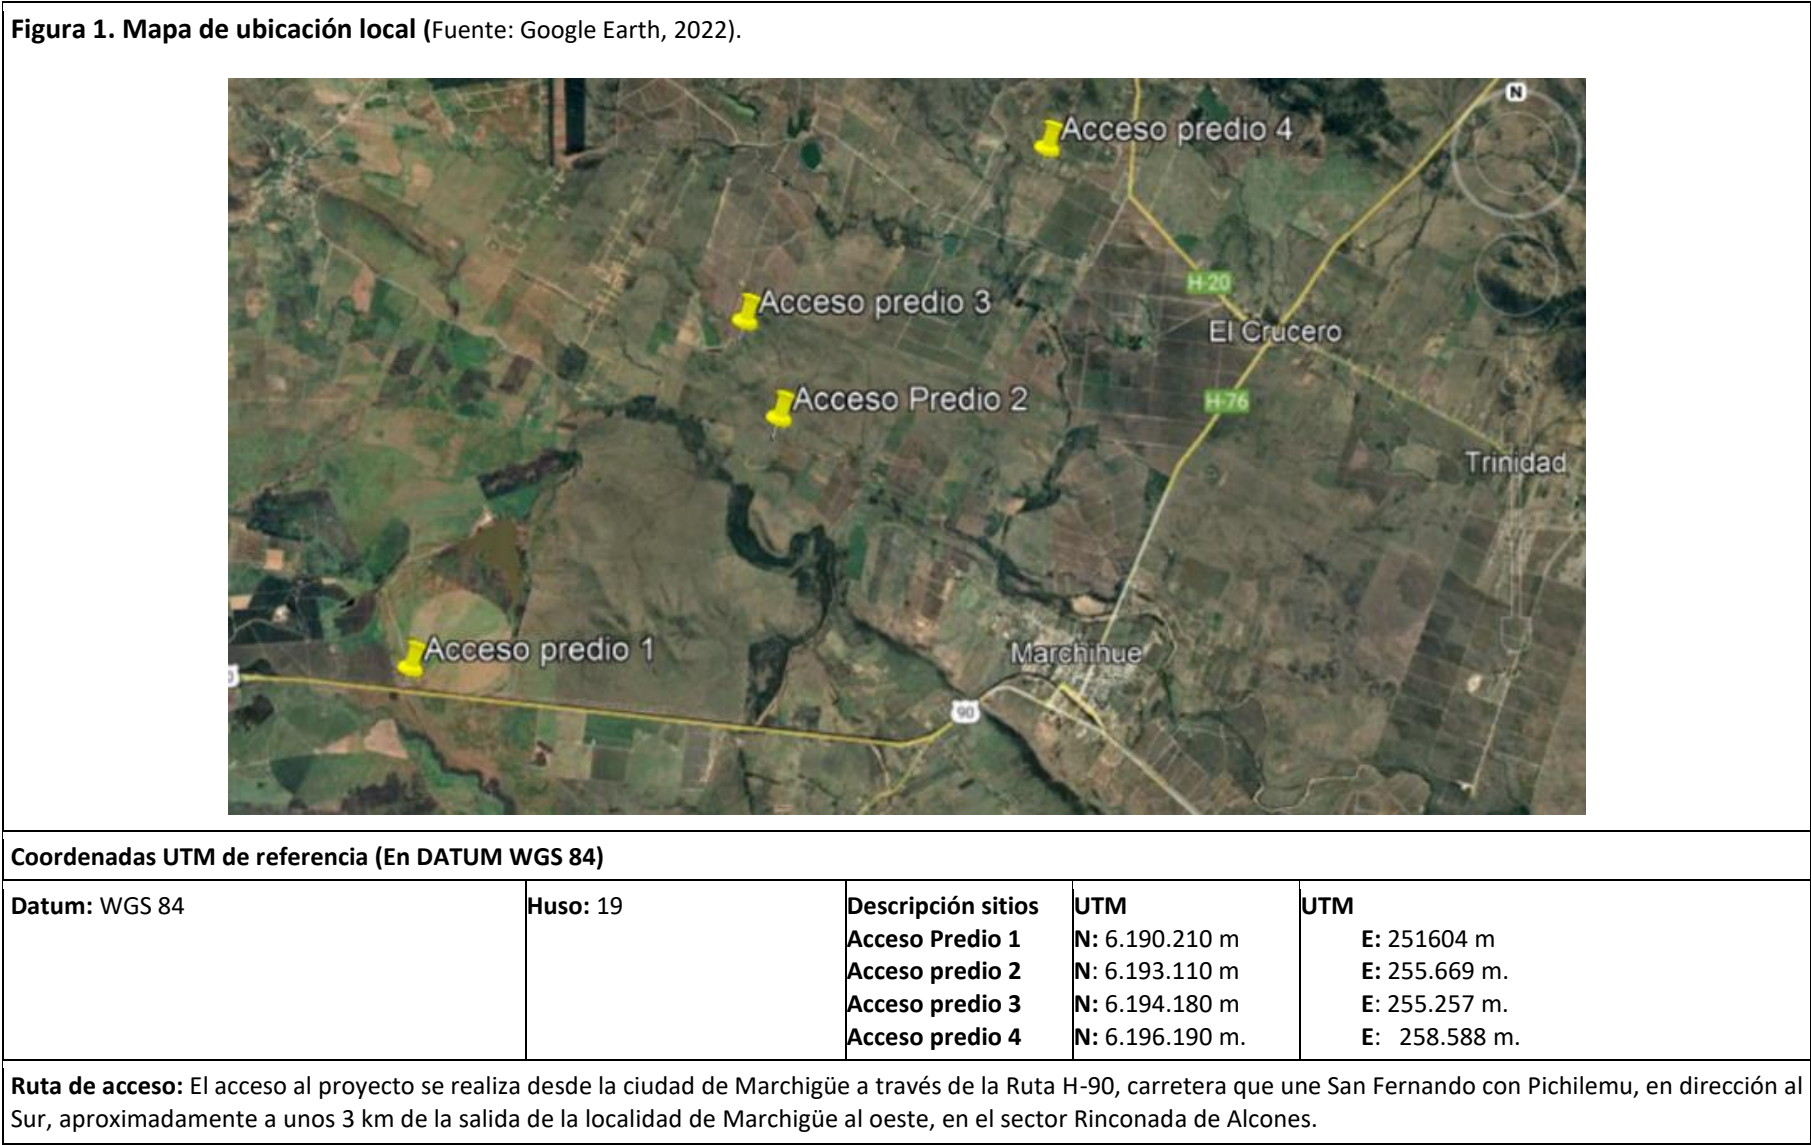 Figura 1. Mapa de ubicación local (Fuente: Google Earth, 2022).
N
Acceso predio 4
H-20
Acceso predio 3
El Crucero
Acceso Predio 2
H-76
Trinidad
Acceso predio 1
Marchihue
90
Coordenadas UTM de referencia (En DATUM WGS 84)
Datum: WGS 84
Huso: 19
Descripción sitios
Acceso Predio 1
Acceso predio 2
Acceso predio 3
Acceso predio 4
UTM
N: 6.190.210 m
N: 6.193.110 m
N: 6.194.180 m
N: 6.196.190 m.
UTM
E: 251604 m
E: 255.669 m.
E: 255.257 m.
E: 258.588 m.
Ruta de acceso: El acceso al proyecto se realiza desde la ciudad de Marchigüe a través de la Ruta H-90, carretera que une San Fernando con Pichilemu, en dirección al
Sur, aproximadamente a unos 3 km de la salida de la localidad de Marchigüe al oeste, en el sector Rinconada de Alcones.